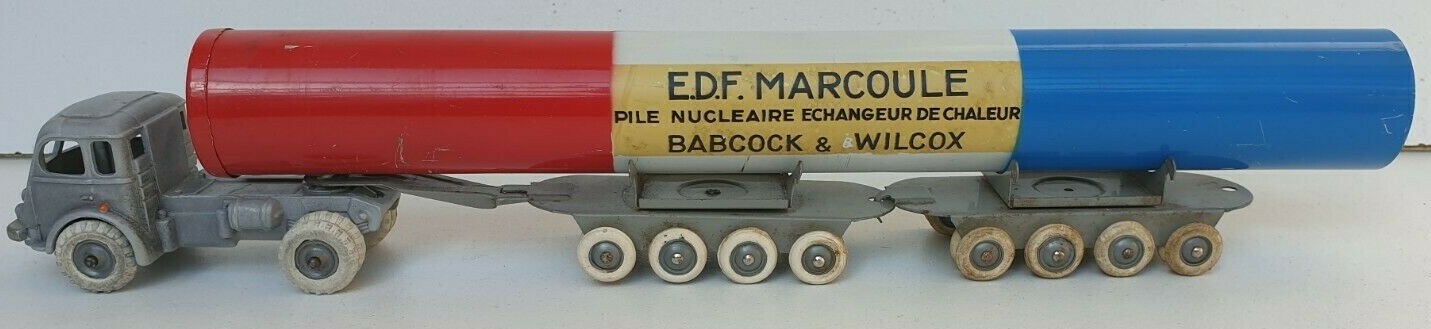 E.D.F. MARCOULE
PILE NUCLEAIRE ECHANGEUR DE CHALEUR
BABCOCK & WILCOX